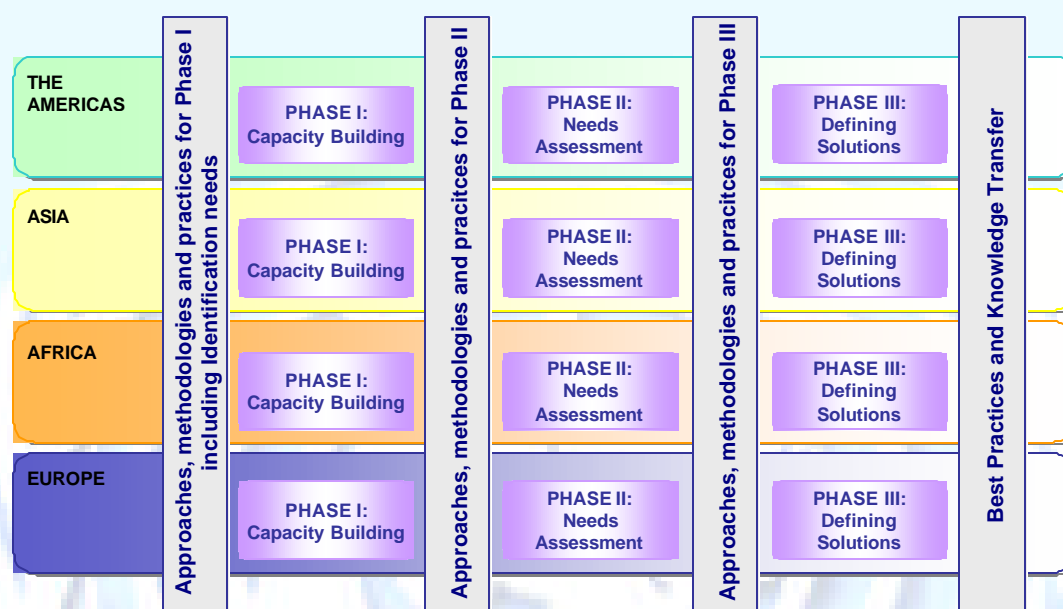 THE
AMERICAS
Approaches, methodologies and practices for Phase I
including Identification needs
PHASE I:
Capacity Building
Approaches, methodologies and pracitces for Phase II
PHASE II:
Needs
Assessment
Approaches, methodologies and pracitces for Phase III
PHASE III:
Defining
Solutions
Best Practices and Knowledge Transfer
ASIA
PHASE I:
Capacity Building
PHASE II:
Needs
Assessment
PHASE III:
Defining
Solutions
AFRICA
PHASE I:
Capacity Building
PHASE II:
Needs
Assessment
PHASE III:
Defining
Solutions
EUROPE
PHASE I:
Capacity Building
PHASE II:
Needs
Assessment
PHASE III:
Defining
Solutions